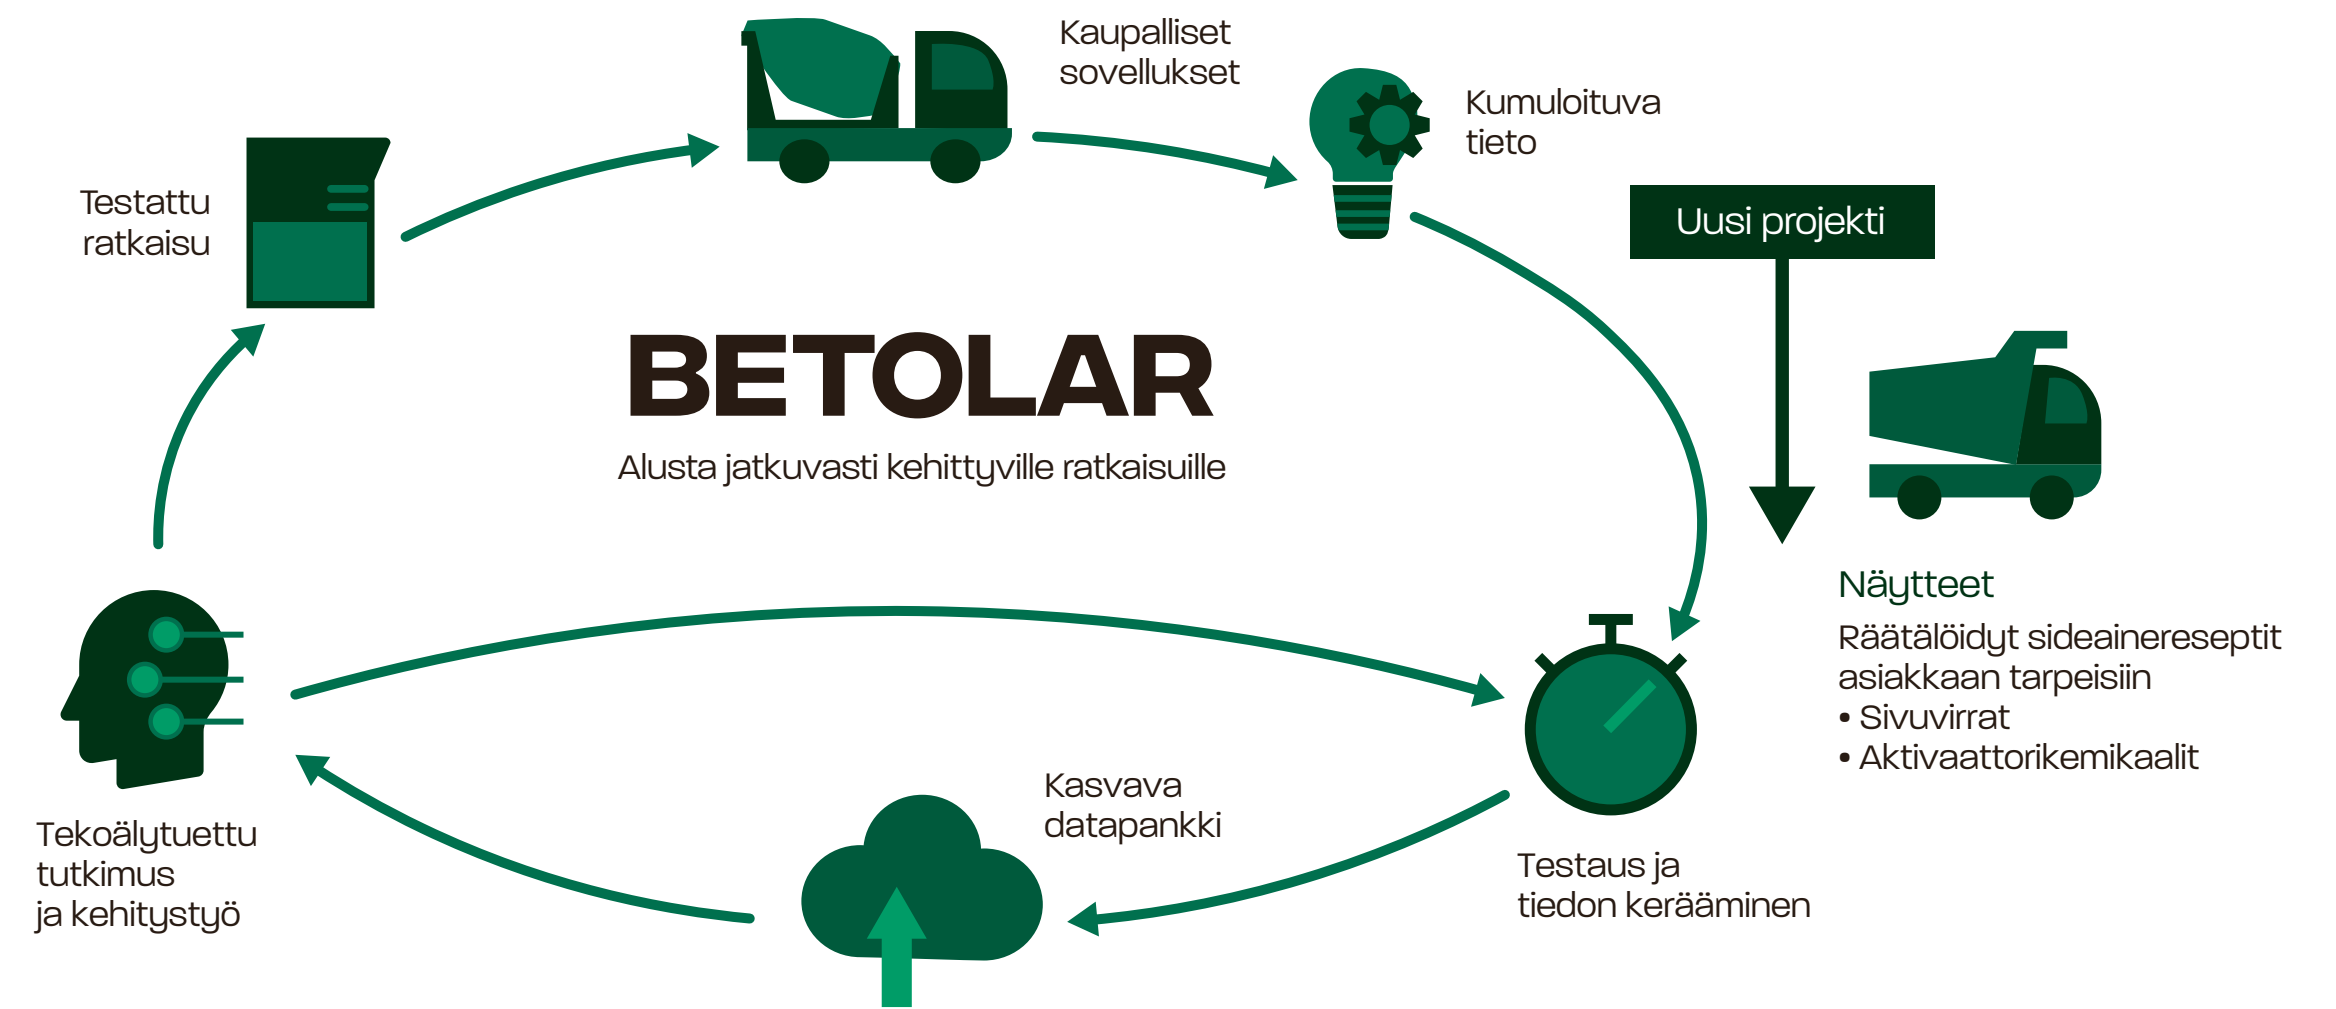 Kaupalliset
sovellukset
Kumuloituva
tieto
Testattu
ratkaisu
Uusi projekti
BETOLAR
Alusta jatkuvasti kehittyville ratkaisuille
Näytteet
Räätälöidyt sideainereseptit
asiakkaan tarpeisiin
• Sivuvirrat
• Aktivaattorikemikaalit
Kasvava
datapankki
Tekoälytuettu
tutkimus
ja kehitystyö
Testaus ja
tiedon kerääminen